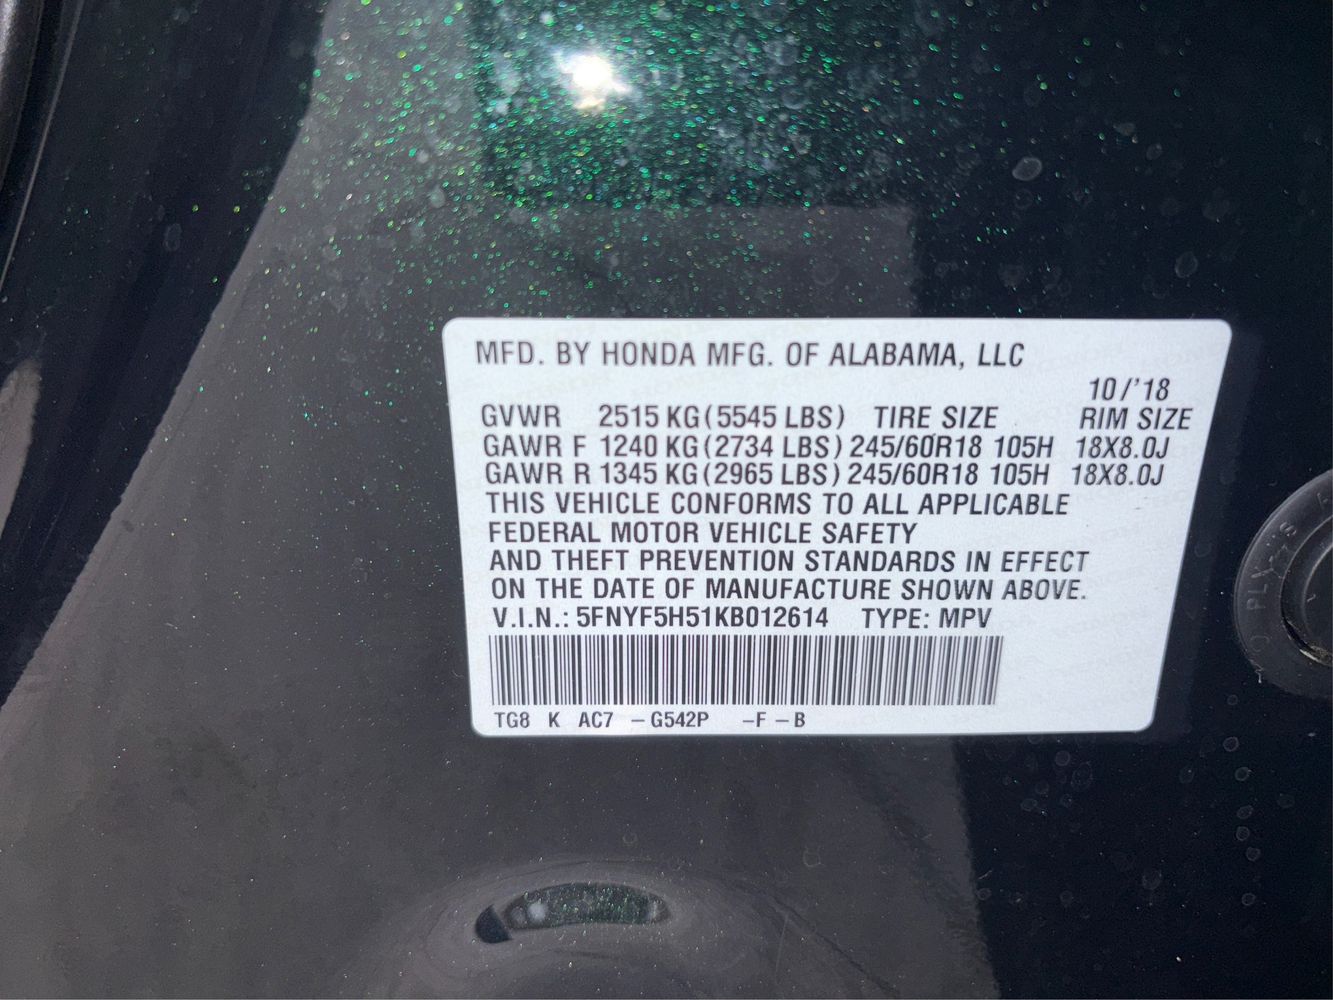 MFD. BY HONDA MFG. OF ALABAMA, LLC
10/'18
GVWR 2515 KG (5545 LBS) TIRE SIZE RIM SIZE
GAWR F 1240 KG (2734 LBS) 245/60R18 105H 18X8.0J
GAWR R 1345 KG (2965 LBS) 245/60R18 105H 18X8.0J
THIS VEHICLE CONFORMS TO ALL APPLICABLE
FEDERAL MOTOR VEHICLE SAFETY
AND THEFT PREVENTION STANDARDS IN EFFECT
ON THE DATE OF MANUFACTURE SHOWN ABOVE.
V.I.N.: 5FNYF5H51KB012614 TYPE: MPV
TG8 K AC7 – G542P – F – B